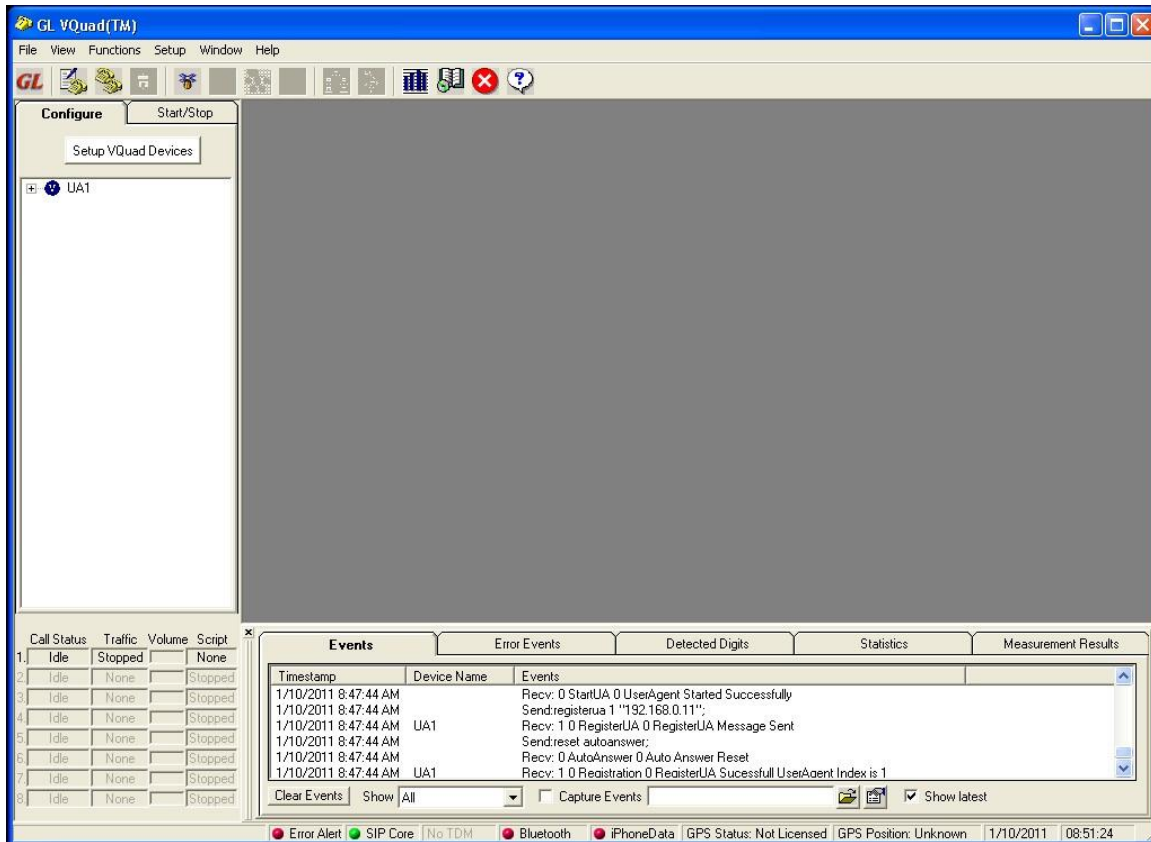 GL VQuad(TM)
File View Functions Setup Window Help
GL
Configure Start/Stop
Setup VQuad Devices
V UA1
Call Status Traffic Volume Script
1. Idle Stopped None
2. Idle None Stopped
3. Idle None Stopped
4. Idle None Stopped
5. Idle None Stopped
6. Idle None Stopped
7. Idle None Stopped
8. Idle None Stopped
Events Error Events Detected Digits Statistics Measurement Results
Timestamp Device Name Events
1/10/2011 8:47:44 AM Recv: 0 StartUA 0 UserAgent Started Successfully
1/10/2011 8:47:44 AM Send:registerua 1 "192.168.0.11";
1/10/2011 8:47:44 AM UA1 Recv: 1 0 RegisterUA 0 RegisterUA Message Sent
1/10/2011 8:47:44 AM Send:reset autoanswer;
1/10/2011 8:47:44 AM Recv: 0 AutoAnswer 0 Auto Answer Reset
1/10/2011 8:47:44 AM UA1 Recv: 1 0 Registration 0 RegisterUA Sucessfull UserAgent Index is 1
Clear Events Show All Capture Events Show latest
Error Alert SIP Core No TDM Bluetooth iPhoneData GPS Status: Not Licensed GPS Position: Unknown 1/10/2011 08:51:24